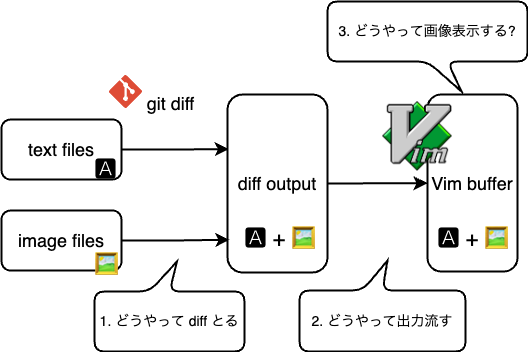 3. どうやって画像表示する?
git diff
Vim
text files
A
diff output
Vim buffer
A + 
A + 
image files
1. どうやって diff とる
2. どうやって出力流す